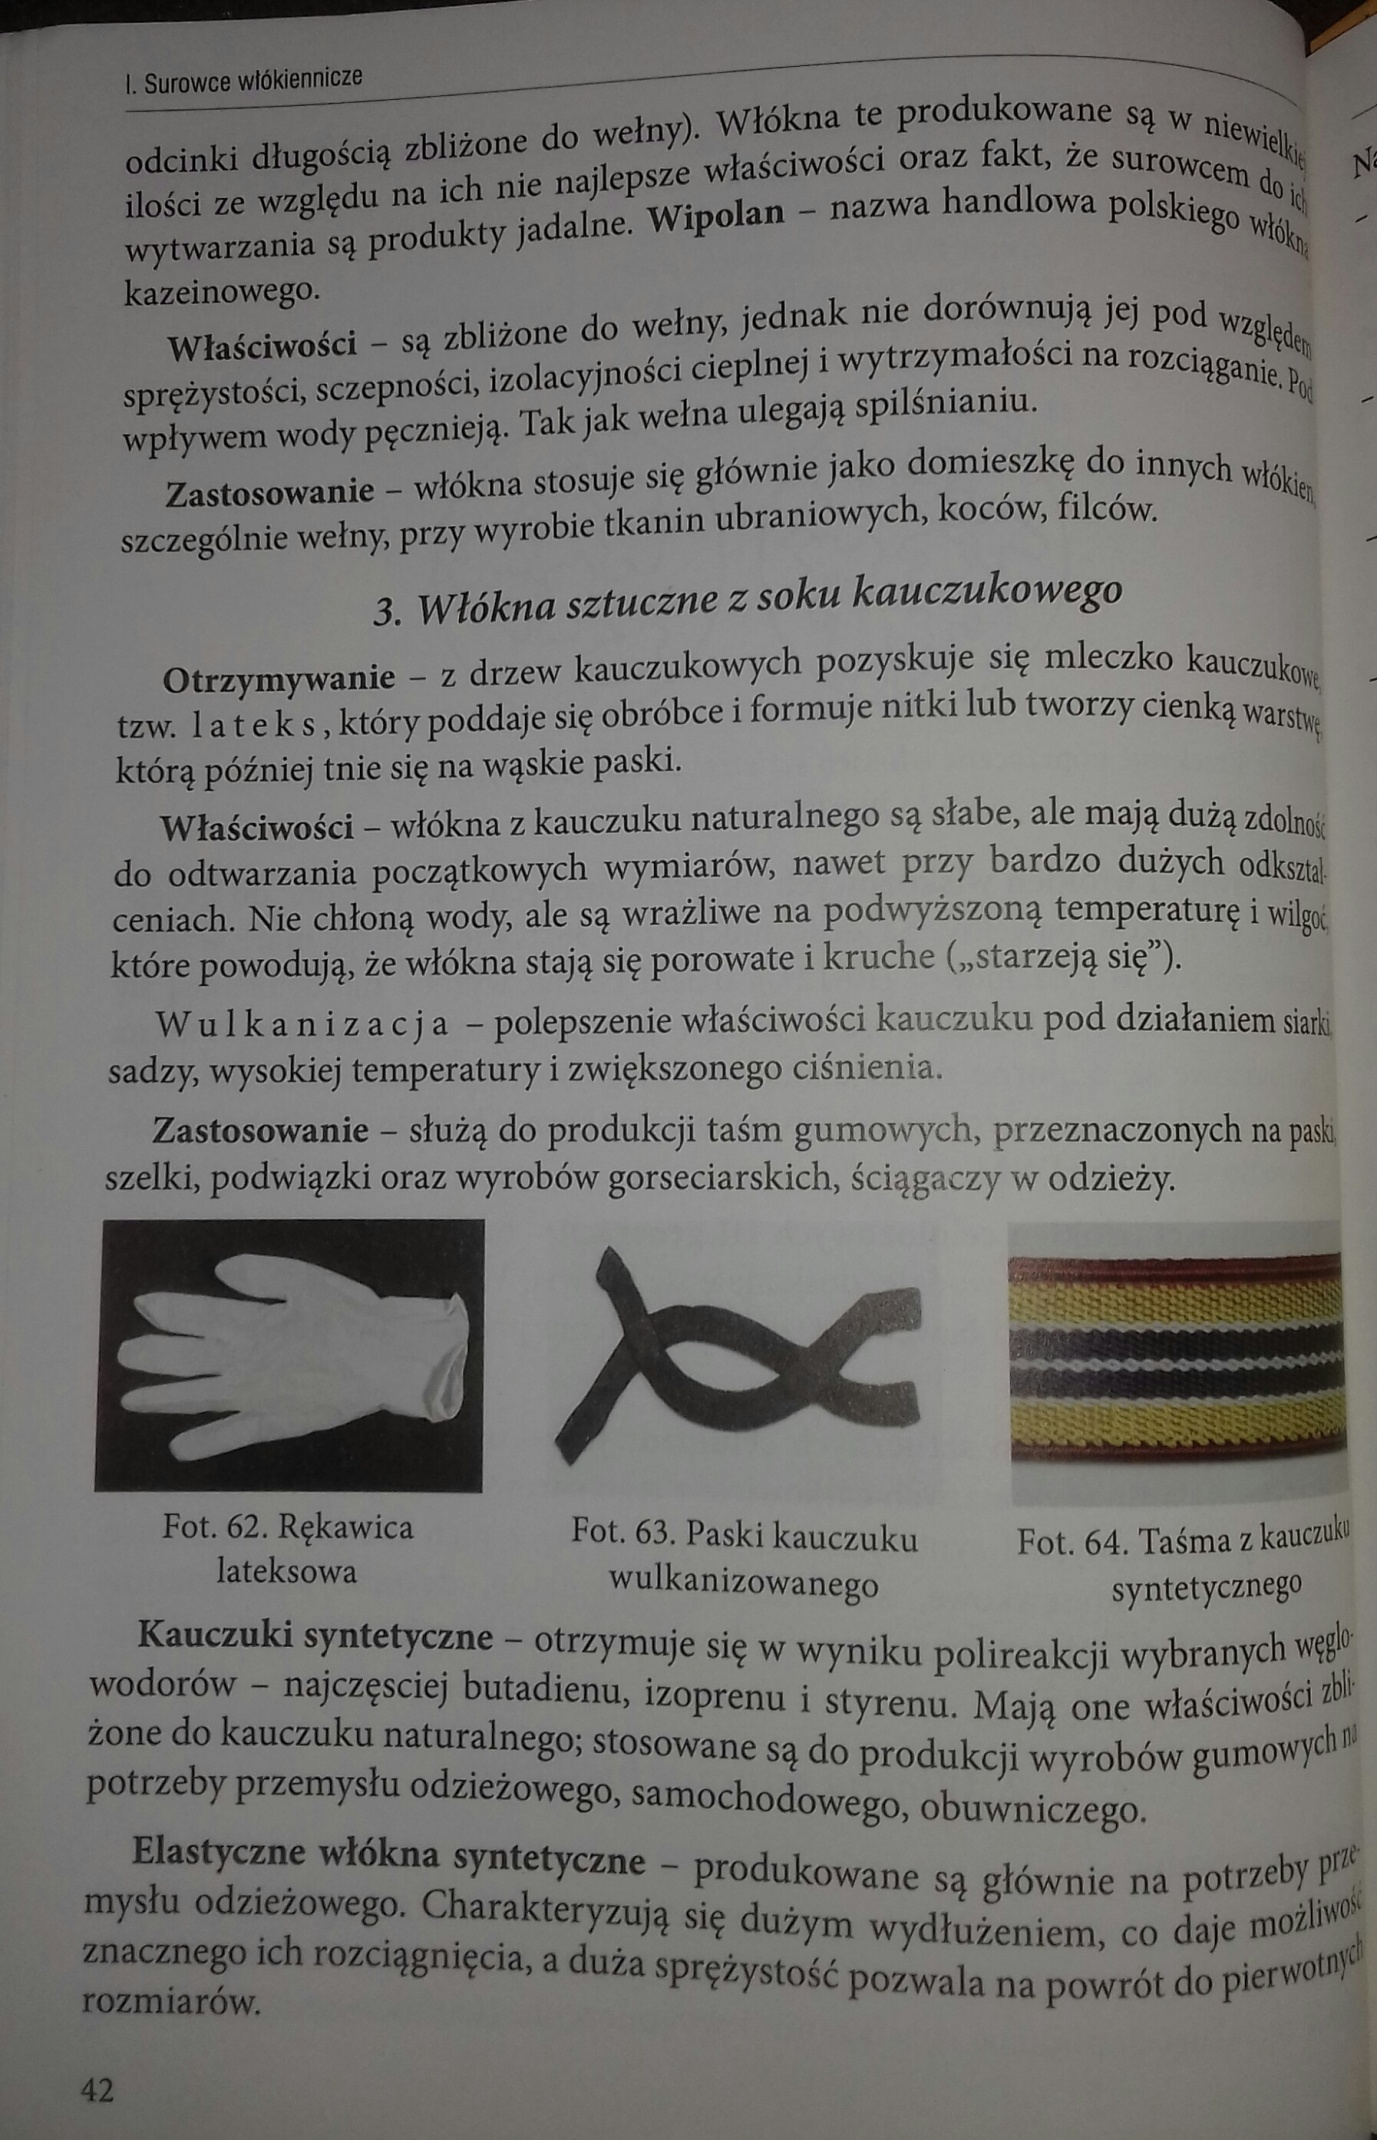 I. Surowce włókiennicze
odcinki długością zbliżone do wełny). Włókna te produkowane są w niewielkiej
ilości ze względu na ich nie najlepsze właściwości oraz fakt, że surowcem do ich
wytwarzania są produkty jadalne. Wipolan – nazwa handlowa polskiego włókna
kazeinowego.
Właściwości – są zbliżone do wełny, jednak nie dorównują jej pod względem
sprężystości, sczepności, izolacyjności cieplnej i wytrzymałości na rozciąganie. Pod
wpływem wody pęcznieją. Tak jak wełna ulegają spilśnianiu.
Zastosowanie – włókna stosuje się głównie jako domieszkę do innych włókien,
szczególnie wełny, przy wyrobie tkanin ubraniowych, koców, filców.
3. Włókna sztuczne z soku kauczukowego
Otrzymywanie – z drzew kauczukowych pozyskuje się mleczko kauczukowe,
tzw. lateks, który poddaje się obróbce i formuje nitki lub tworzy cienką warstwę,
którą później tnie się na wąskie paski.
Właściwości – włókna z kauczuku naturalnego są słabe, ale mają dużą zdolność
do odtwarzania początkowych wymiarów, nawet przy bardzo dużych odkształ-
ceniach. Nie chłoną wody, ale są wrażliwe na podwyższoną temperaturę i wilgoć,
które powodują, że włókna stają się porowate i kruche („starzeją się”).
Wulkanizacja – polepszenie właściwości kauczuku pod działaniem siarki,
sadzy, wysokiej temperatury i zwiększonego ciśnienia.
Zastosowanie – służą do produkcji taśm gumowych, przeznaczonych na paski,
szelki, podwiązki oraz wyrobów gorseciarskich, ściągaczy w odzieży.
Fot. 62. Rękawica
lateksowa
Fot. 63. Paski kauczuku
wulkanizowanego
Fot. 64. Taśma z kauczuku
syntetycznego
Kauczuki syntetyczne – otrzymuje się w wyniku polireakcji wybranych węglo-
wodorów – najczęsciej butadienu, izoprenu i styrenu. Mają one właściwości zbli-
żone do kauczuku naturalnego; stosowane są do produkcji wyrobów gumowych na
potrzeby przemysłu odzieżowego, samochodowego, obuwniczego.
Elastyczne włókna syntetyczne – produkowane są głównie na potrzeby prze-
mysłu odzieżowego. Charakteryzują się dużym wydłużeniem, co daje możliwość
znacznego ich rozciągnięcia, a duża sprężystość pozwala na powrót do pierwotnych
rozmiarów.
42